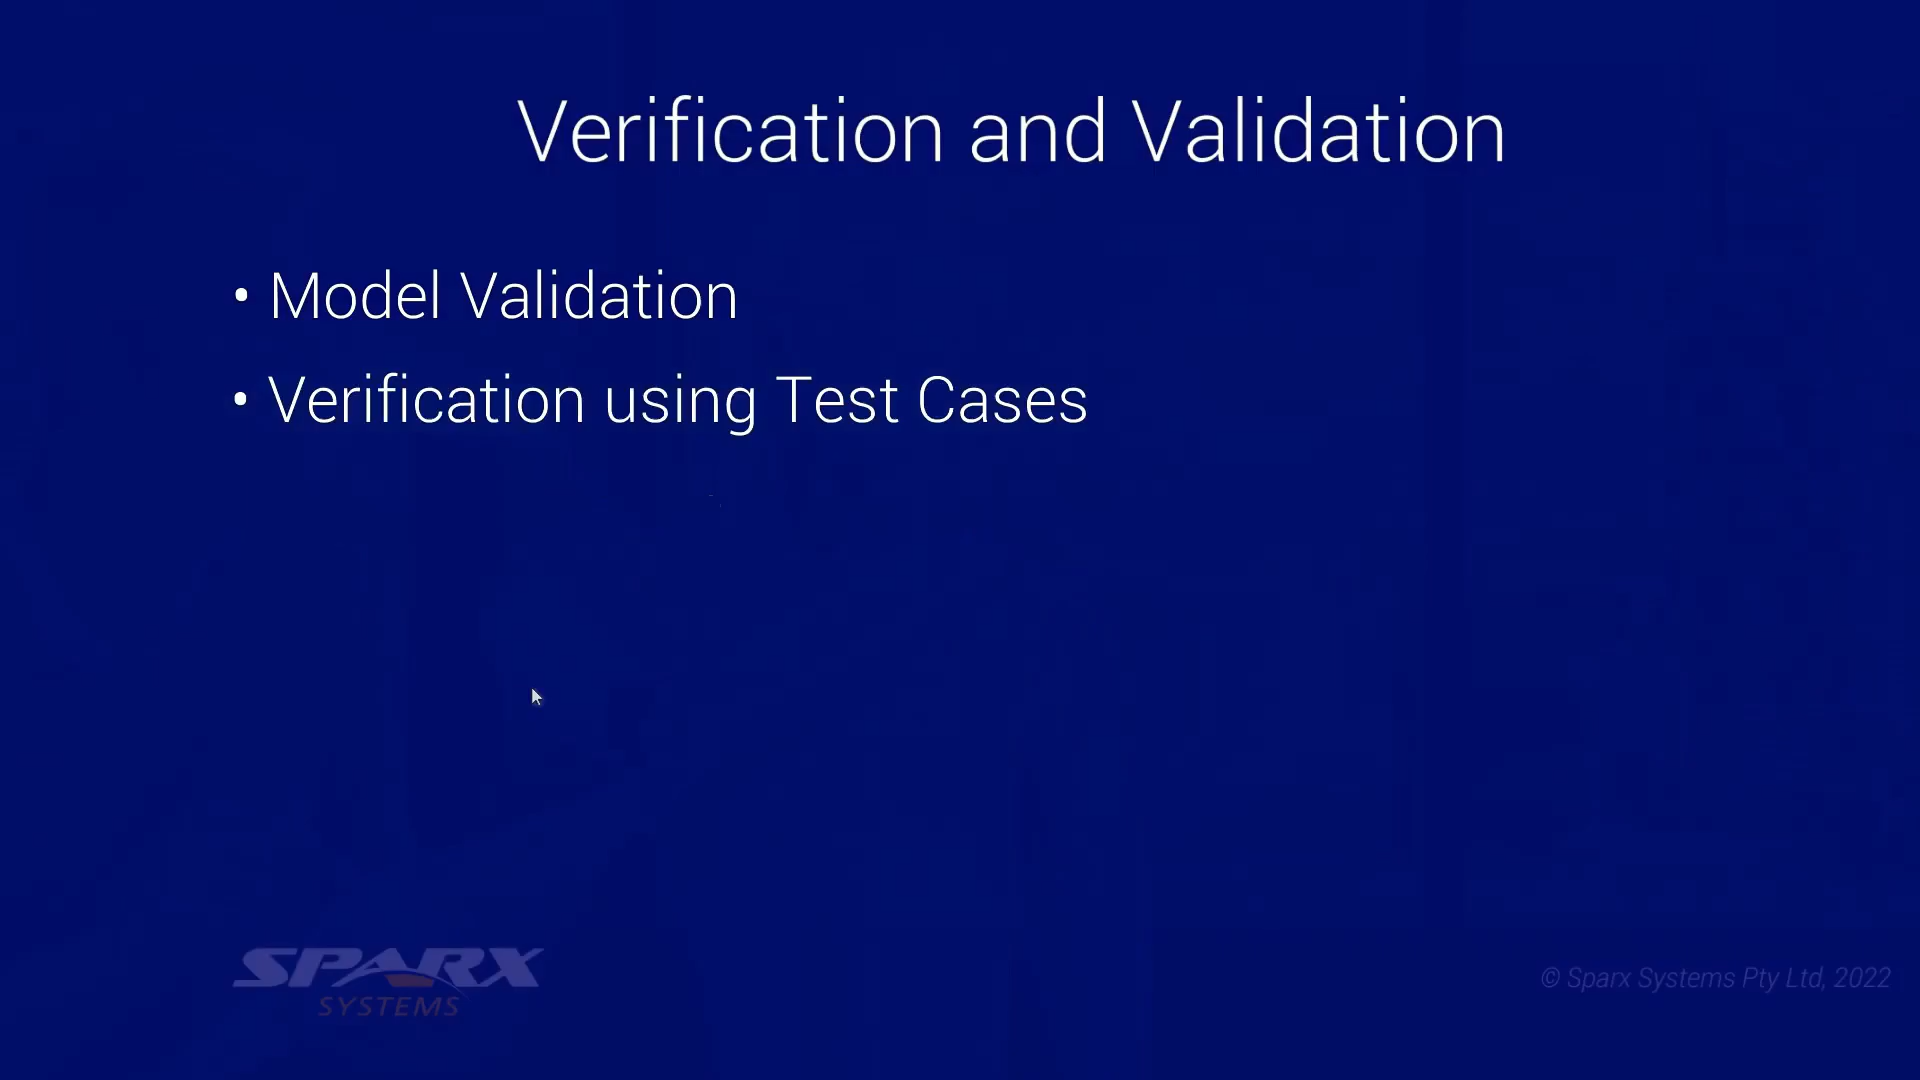 Verification and Validation
• Model Validation
• Verification using Test Cases
SPARX
SYSTEMS
© Sparx Systems Pty Ltd, 2022